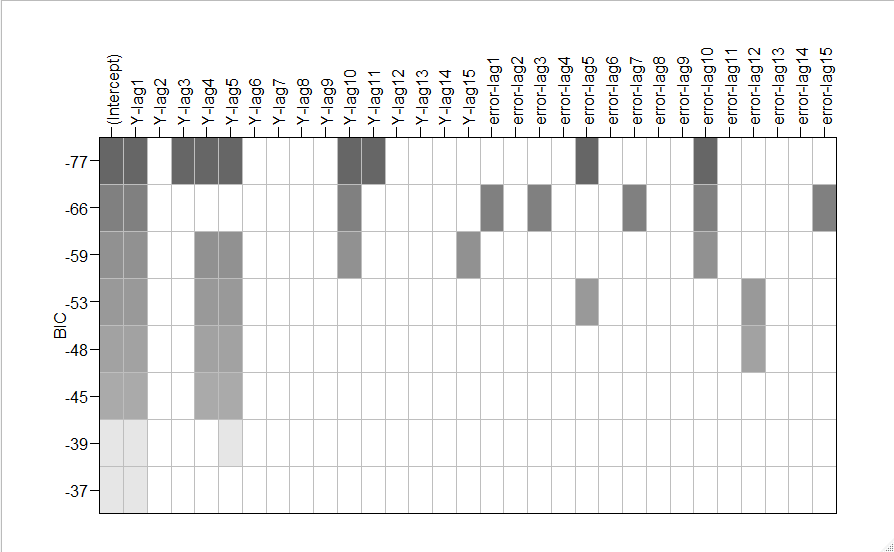 (Intercept)
Y-lag1
Y-lag2
Y-lag3
Y-lag4
Y-lag5
Y-lag6
Y-lag7
Y-lag8
Y-lag9
Y-lag10
Y-lag11
Y-lag12
Y-lag13
Y-lag14
Y-lag15
error-lag1
error-lag2
error-lag3
error-lag4
error-lag5
error-lag6
error-lag7
error-lag8
error-lag9
error-lag10
error-lag11
error-lag12
error-lag13
error-lag14
error-lag15
BIC
-77
-66
-59
-53
-48
-45
-39
-37